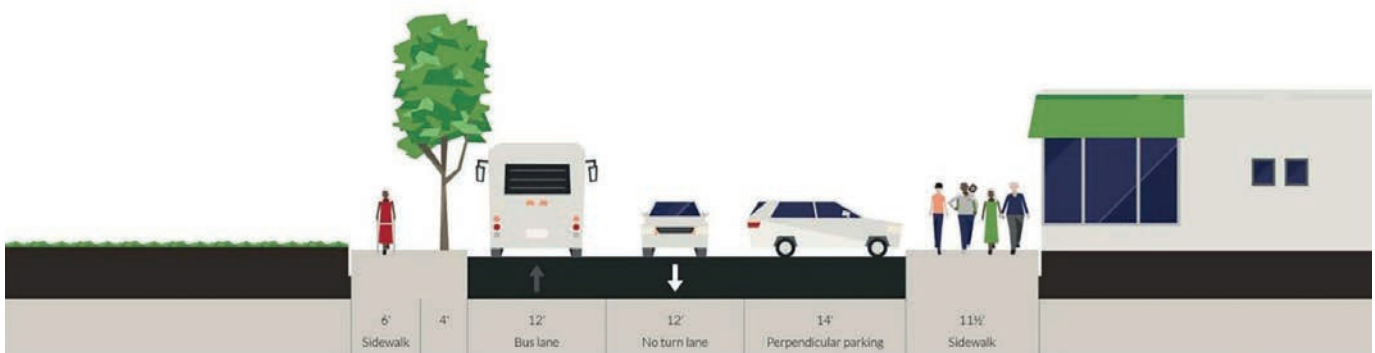 6' 4' 12' 12' 14' 11½'
Sidewalk Bus lane No turn lane Perpendicular parking Sidewalk